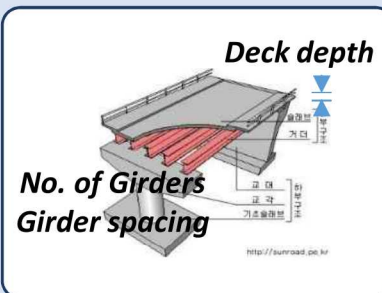 Deck depth
슬래브
거더
상부구조
No. of Girders
Girder spacing
교대
교각
기초슬래브
하부구조
http://sunroad.pe.kr